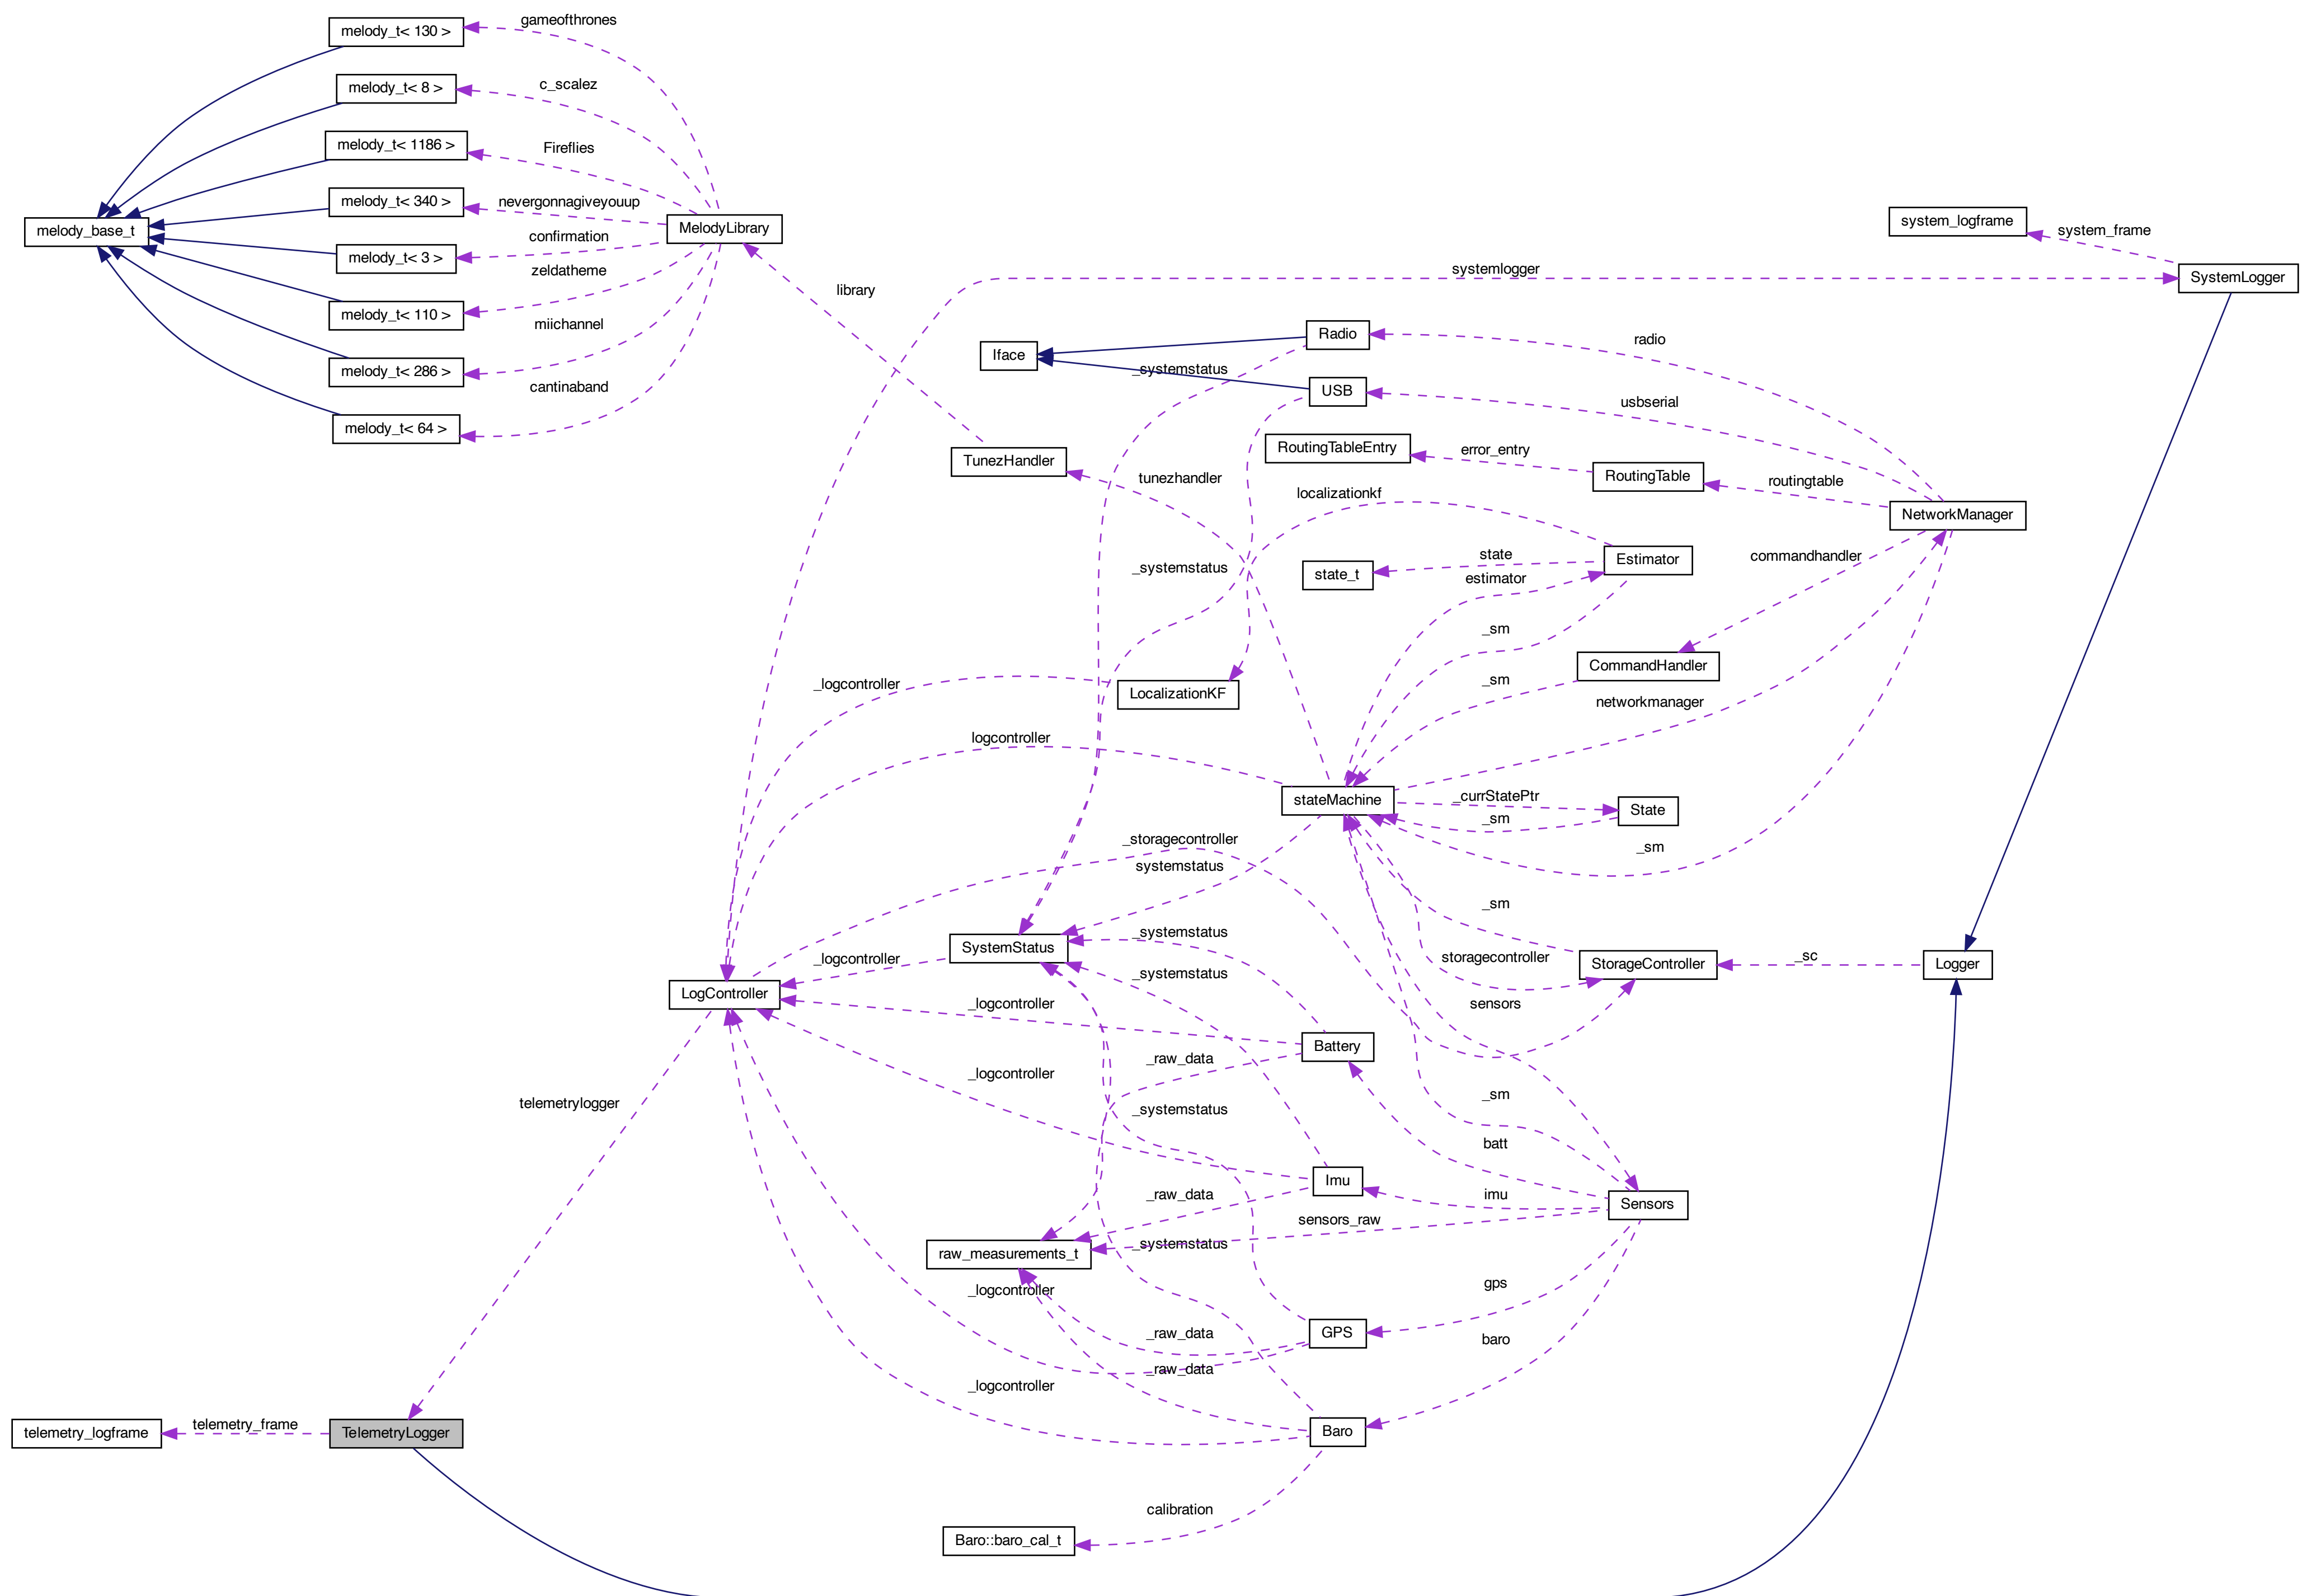 gameofthrones
melody_t< 130 >
c_scalez
melody_t< 8 >
Fireflies
melody_t< 1186 >
nevergonnagiveyouup
melody_t< 340 >
melody_base_t
MelodyLibrary
system_logframe
system_frame
confirmation
melody_t< 3 >
zeldatheme
systemlogger
SystemLogger
library
melody_t< 110 >
miichannel
Radio
radio
Iface
_systemstatus
melody_t< 286 >
cantinaband
USB
usbserial
melody_t< 64 >
RoutingTableEntry
error_entry
TunezHandler
tunezhandler
RoutingTable
routingtable
localizationkf
NetworkManager
state
commandhandler
Estimator
_systemstatus
state_t
estimator
_sm
CommandHandler
_logcontroller
LocalizationKF
_sm
networkmanager
logcontroller
stateMachine
_currStatePtr
State
_sm
_storagecontroller
_sm
systemstatus
_sm
_systemstatus
SystemStatus
_logcontroller
storagecontroller
StorageController
_sc
Logger
_systemstatus
LogController
_logcontroller
sensors
Battery
_raw_data
_logcontroller
_sm
telemetrylogger
_systemstatus
batt
Imu
_raw_data
imu
Sensors
sensors_raw
_systemstatus
raw_measurements_t
_logcontroller
gps
_raw_data
GPS
baro
_raw_data
_logcontroller
telemetry_logframe
telemetry_frame
TelemetryLogger
Baro
calibration
Baro::baro_cal_t